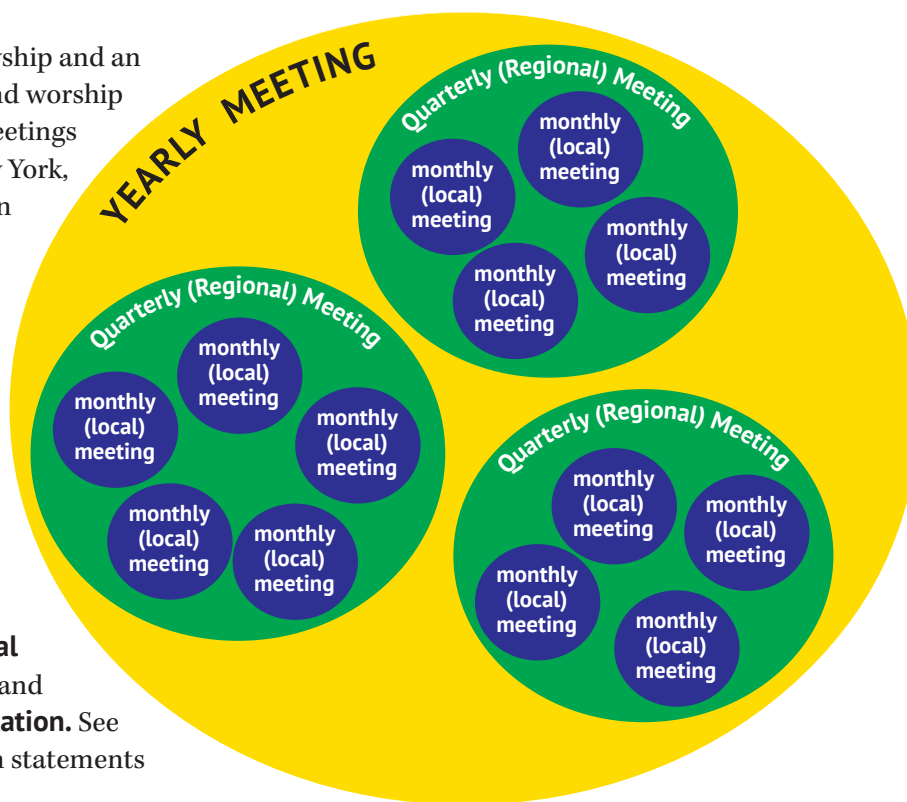 ship and an
nd worship
eetings
York,
n
YEARLY MEETING
Quarterly (Regional) Meeting
monthly
(local)
meeting
monthly
(local)
meeting
monthly
(local)
meeting
monthly
(local)
meeting
Quarterly (Regional) Meeting
monthly
(local)
meeting
monthly
(local)
meeting
monthly
(local)
meeting
monthly
(local)
meeting
monthly
(local)
meeting
Quarterly (Regional) Meeting
monthly
(local)
meeting
monthly
(local)
meeting
monthly
(local)
meeting
monthly
(local)
meeting
al
and
ation. See
n statements